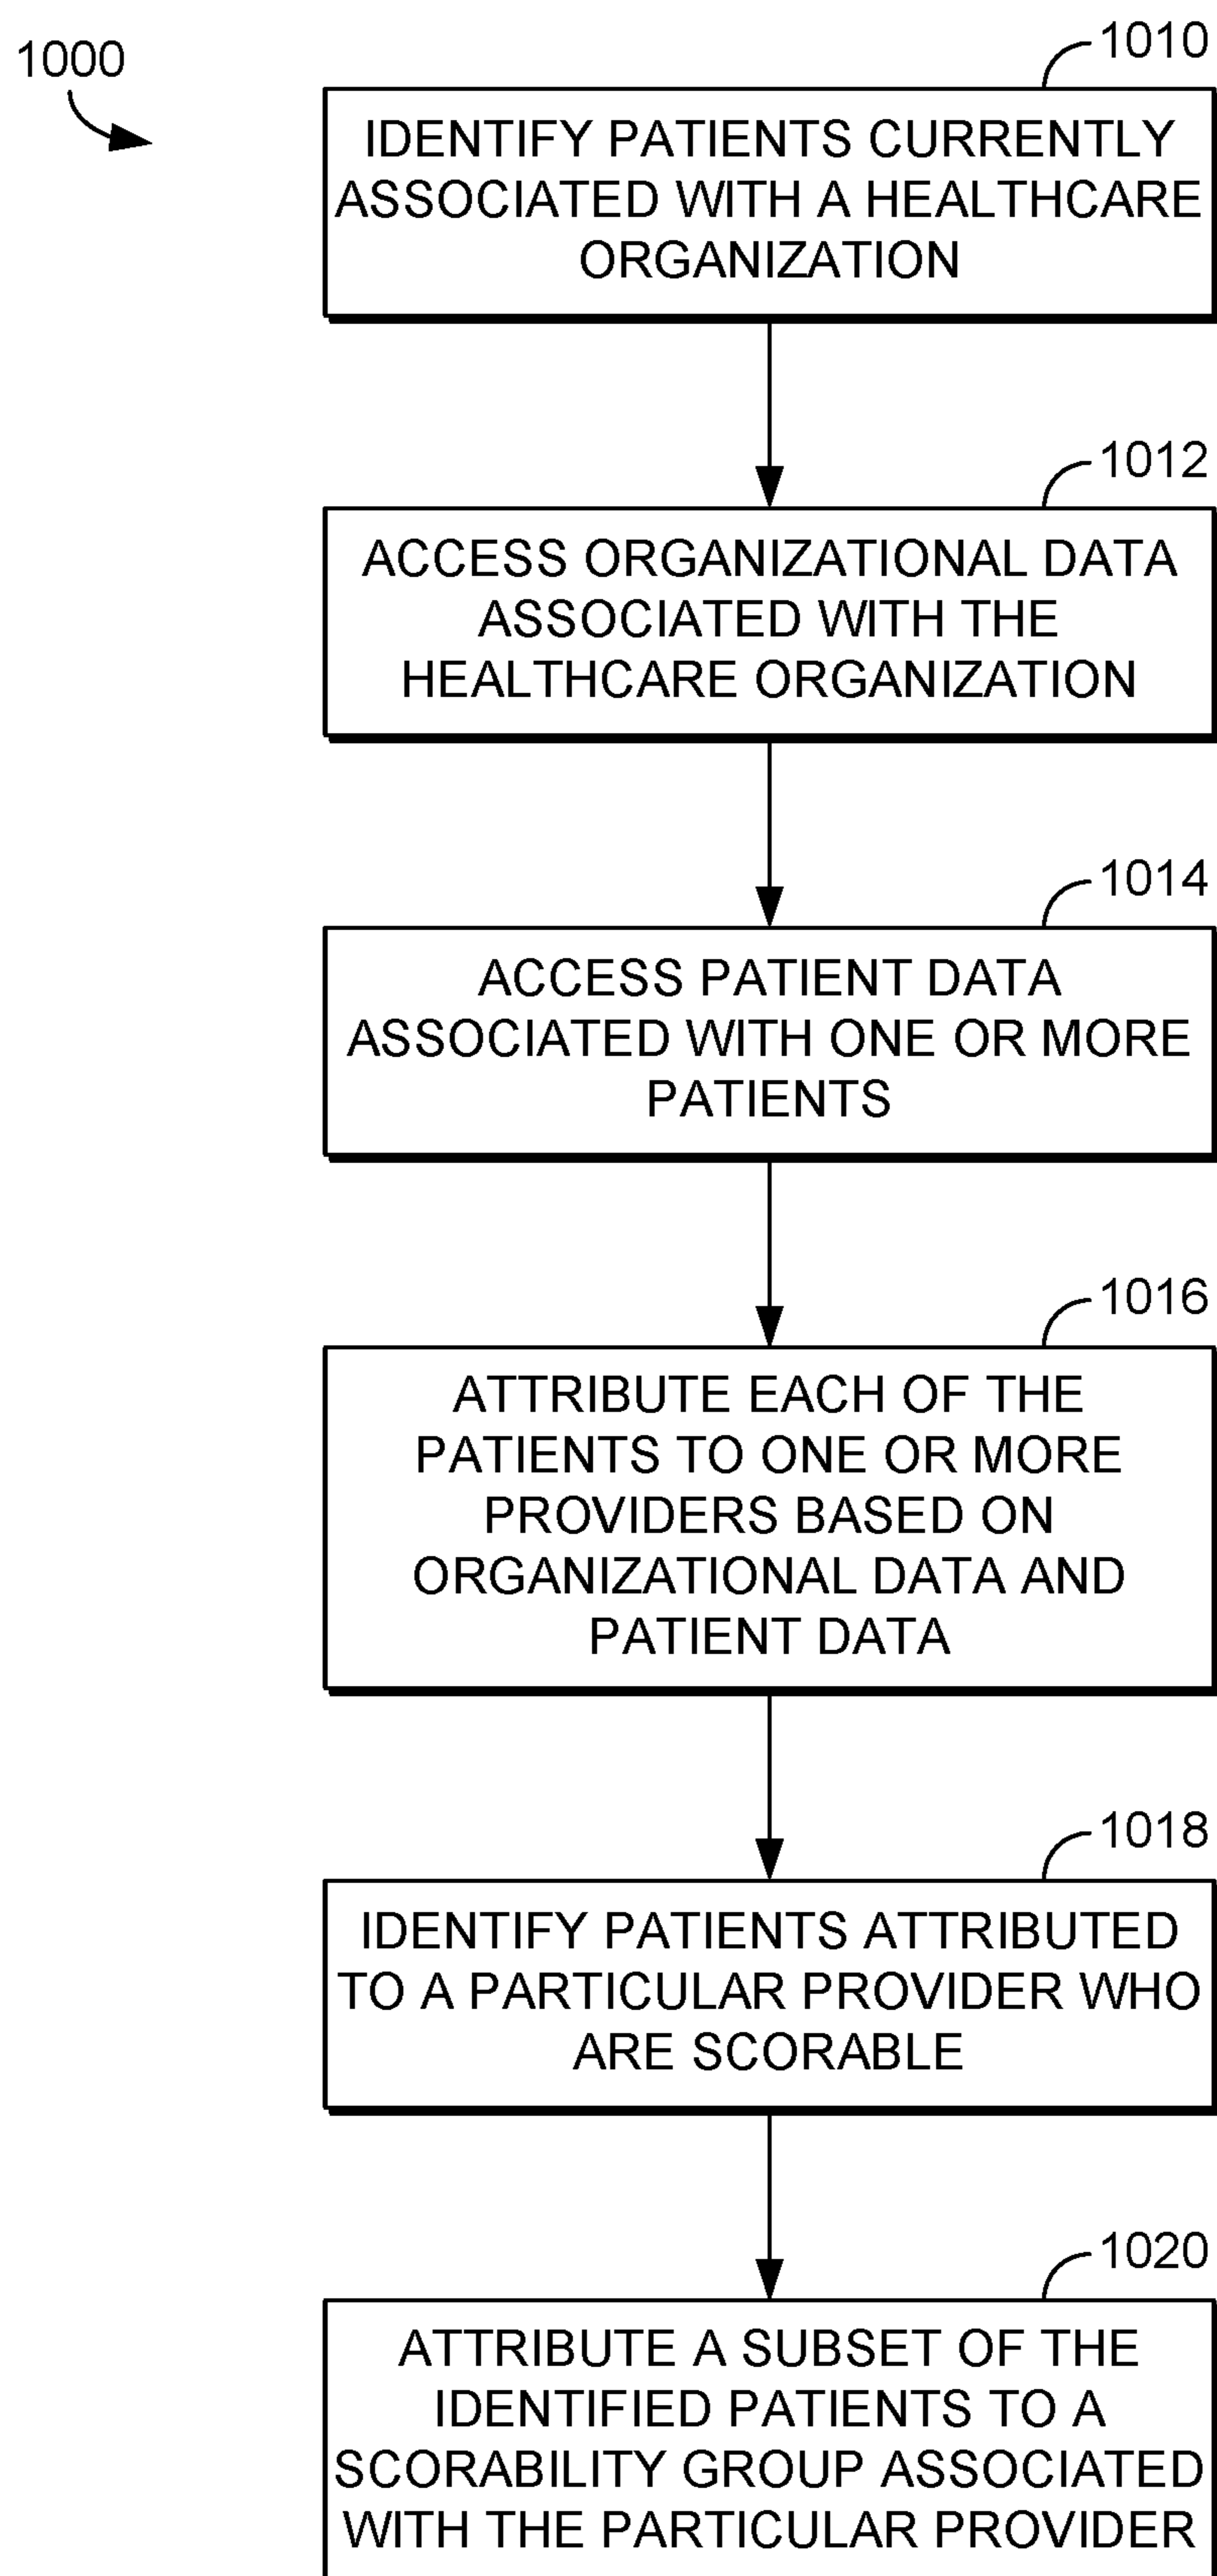 1000
1010
IDENTIFY PATIENTS CURRENTLY
ASSOCIATED WITH A HEALTHCARE
ORGANIZATION
1012
ACCESS ORGANIZATIONAL DATA
ASSOCIATED WITH THE
HEALTHCARE ORGANIZATION
1014
ACCESS PATIENT DATA
ASSOCIATED WITH ONE OR MORE
PATIENTS
1016
ATTRIBUTE EACH OF THE
PATIENTS TO ONE OR MORE
PROVIDERS BASED ON
ORGANIZATIONAL DATA AND
PATIENT DATA
1018
IDENTIFY PATIENTS ATTRIBUTED
TO A PARTICULAR PROVIDER WHO
ARE SCORABLE
1020
ATTRIBUTE A SUBSET OF THE
IDENTIFIED PATIENTS TO A
SCORABILITY GROUP ASSOCIATED
WITH THE PARTICULAR PROVIDER